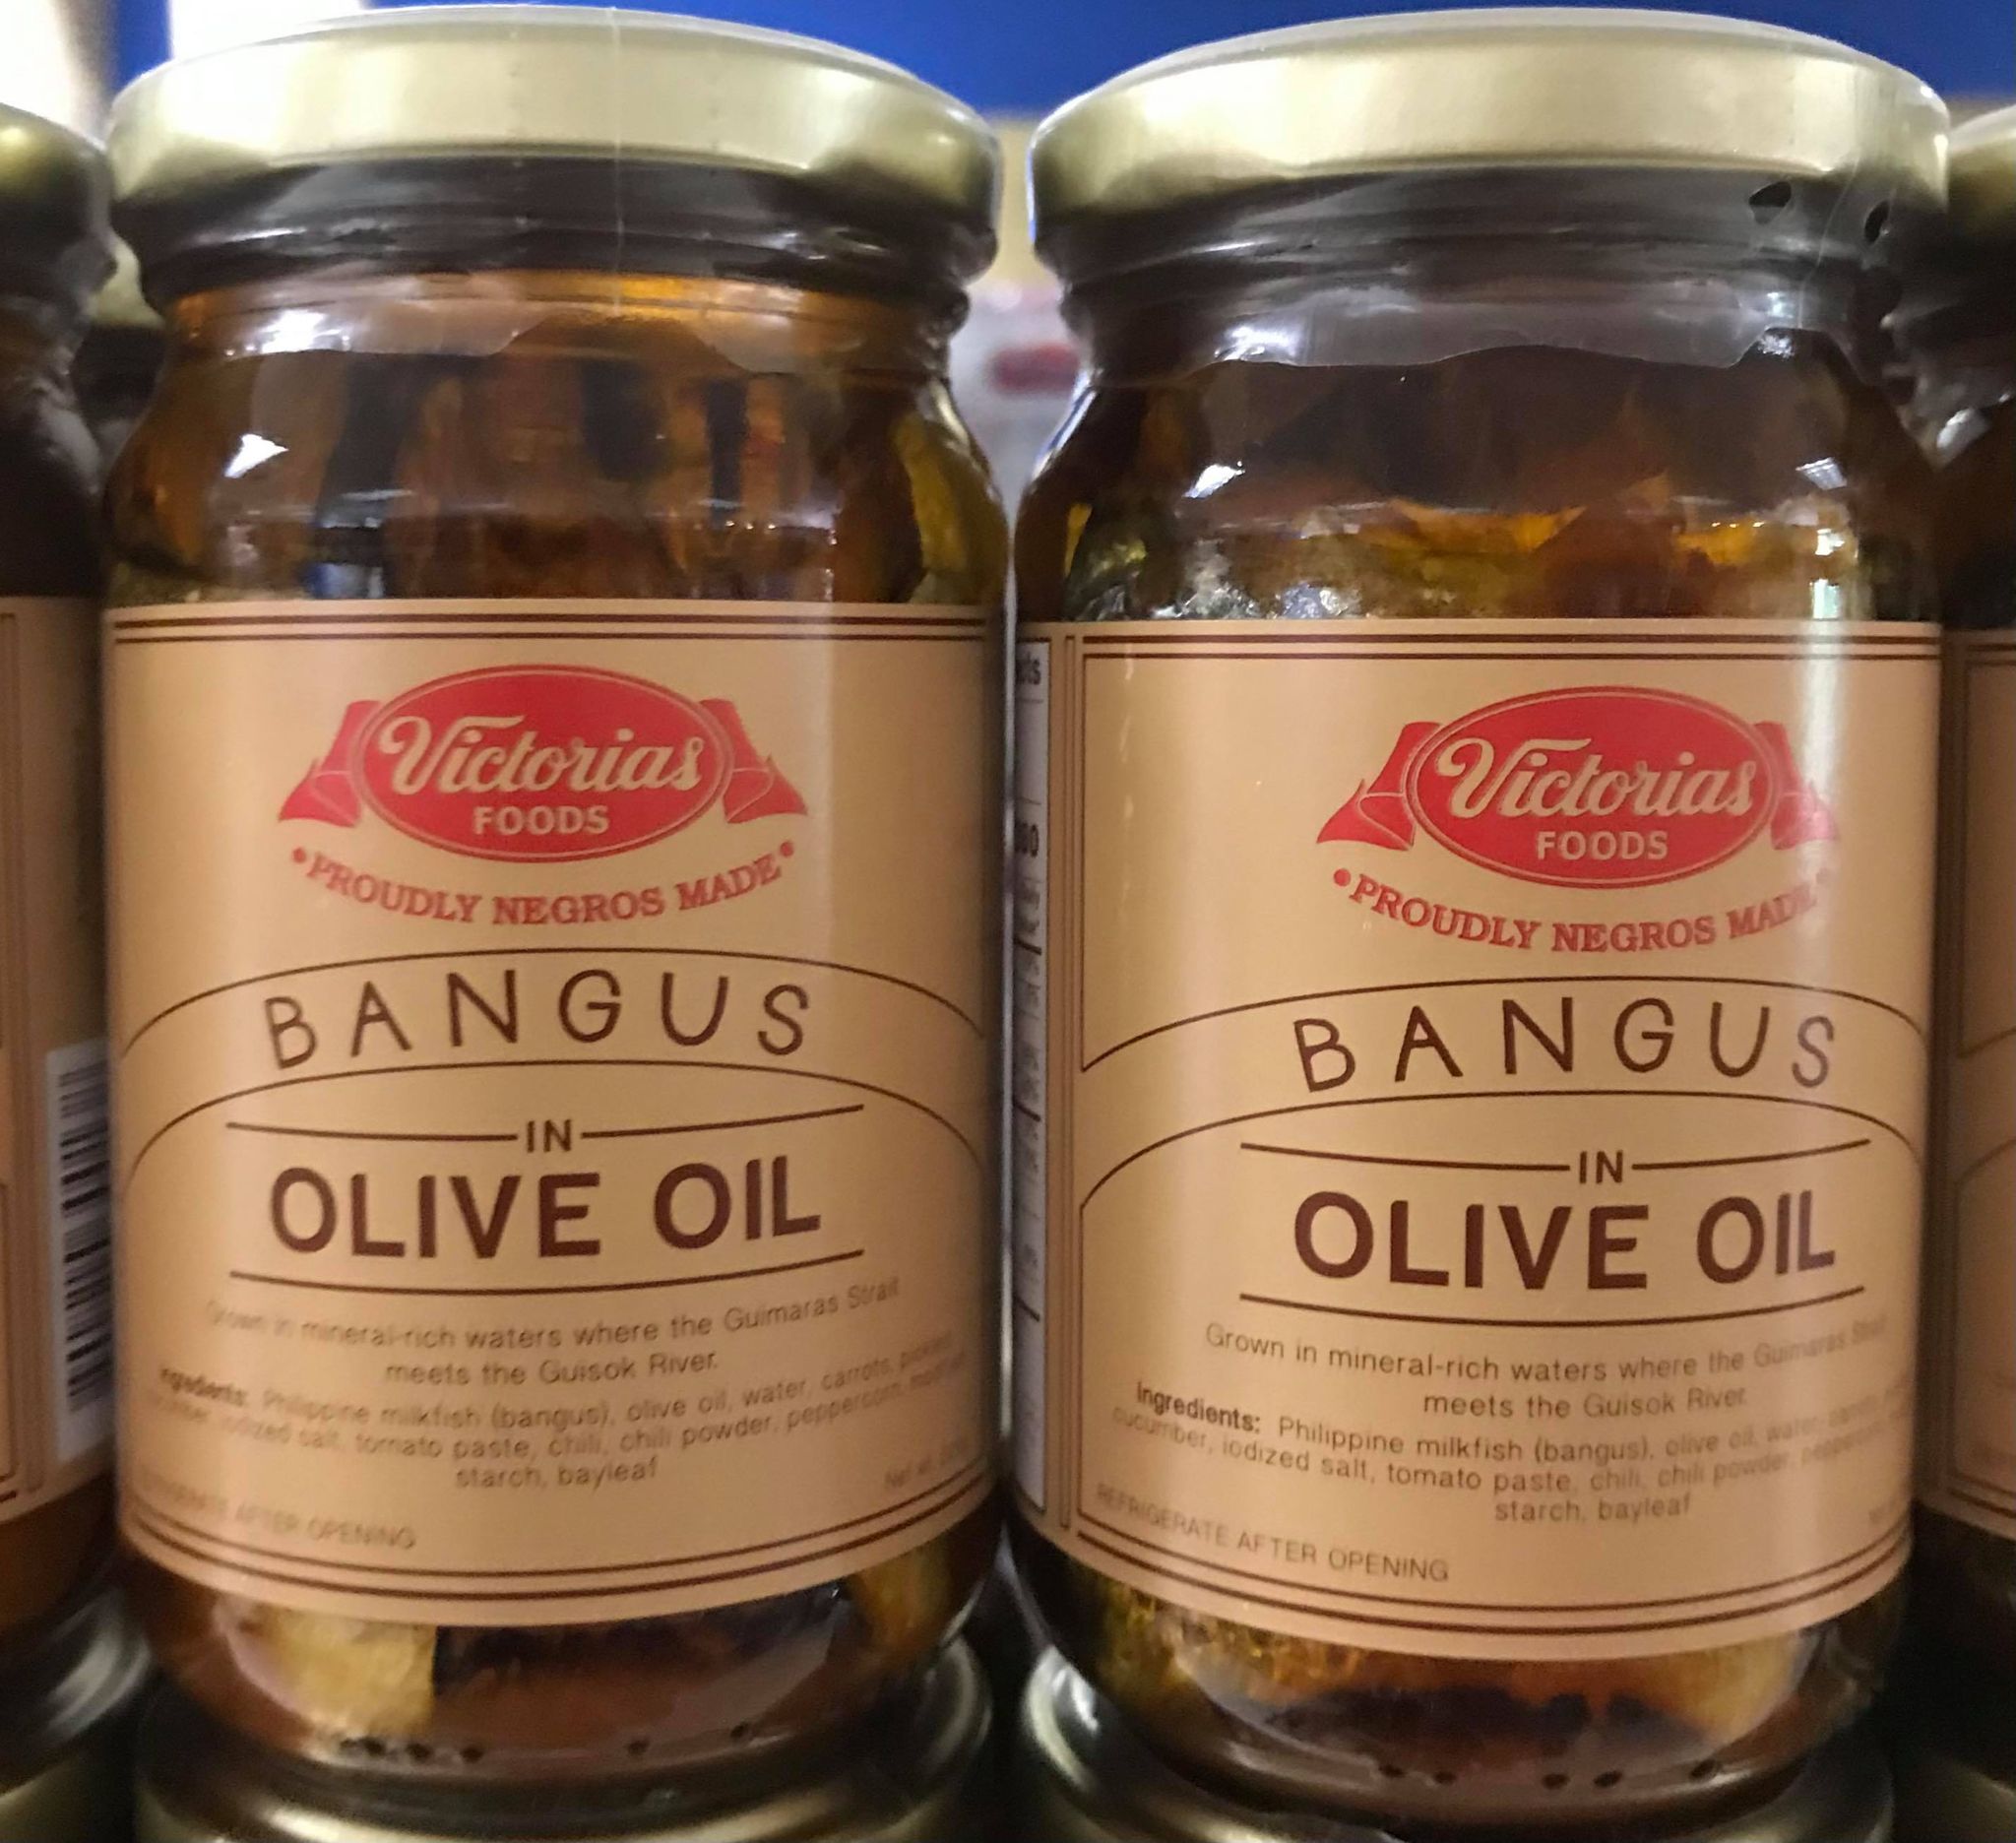 Victorias
FOODS
• PROUDLY NEGROS MADE •
BANGUS
IN
OLIVE OIL
Grown in mineral-rich waters where the Guimaras Strait
meets the Guisok River.
Ingredients: Philippine milkfish (bangus), olive oil, water, carrots,
cucumber, iodized salt, tomato paste, chili, chili powder, peppercorn,
starch, bayleaf
REFRIGERATE AFTER OPENING
Victorias
FOODS
• PROUDLY NEGROS MADE •
BANGUS
IN
OLIVE OIL
Grown in mineral-rich waters where the Guimaras Strait
meets the Guisok River.
Ingredients: Philippine milkfish (bangus), olive oil, water,
cucumber, iodized salt, tomato paste, chili, chili powder,
starch, bayleaf
REFRIGERATE AFTER OPENING